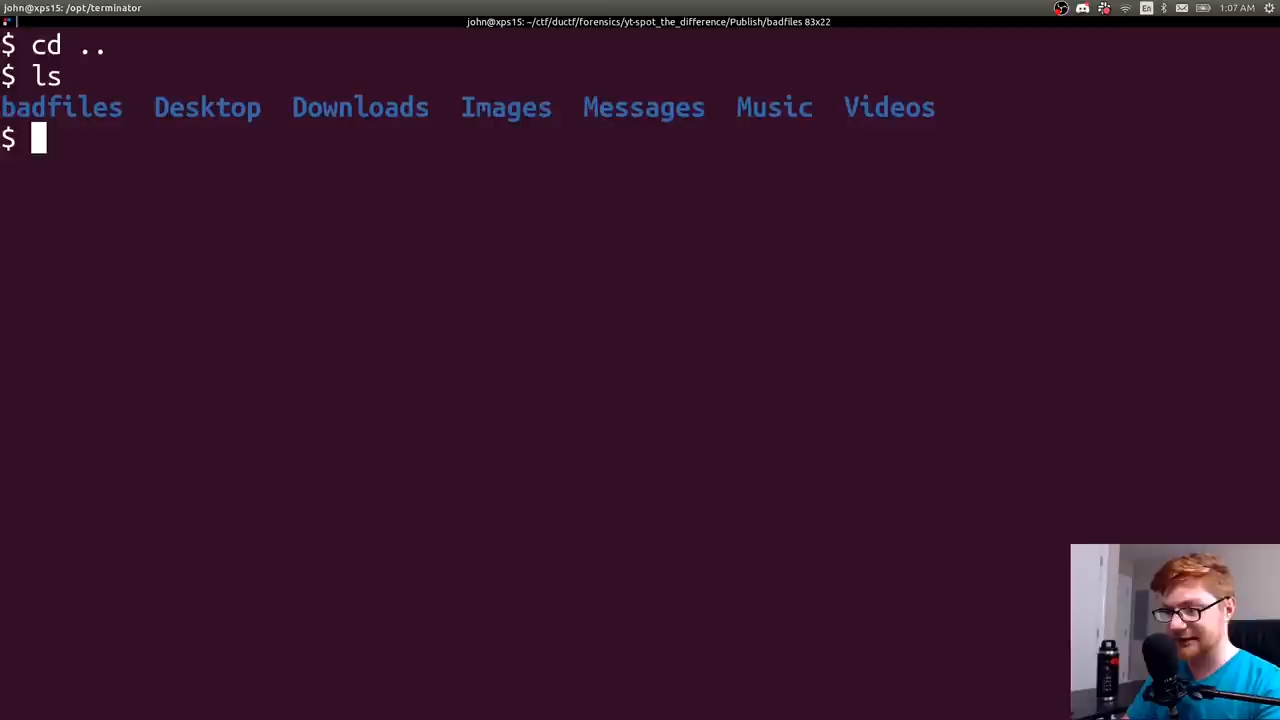 john@xps15: /opt/terminator
En
1:07 AM
john@xps15: ~/ctf/ductf/forensics/yt-spot_the_difference/Publish/badfiles 83x22
$ cd ..
$ ls
badfiles Desktop Downloads Images Messages Music Videos
$